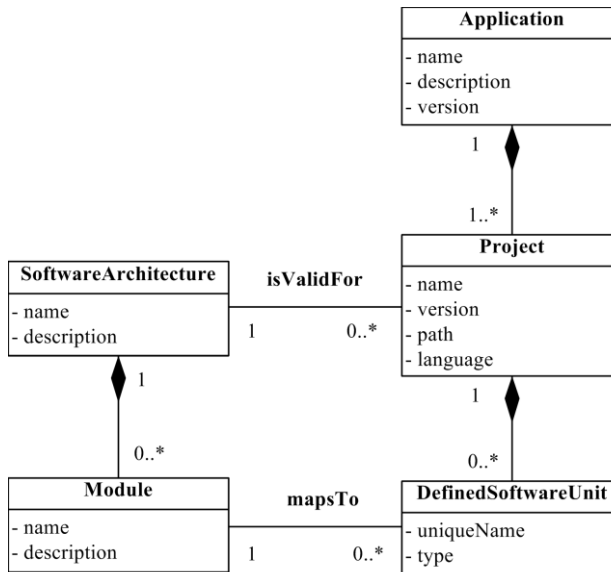 Application
- name
- description
- version
1
1..*
Project
- name
- version
- path
- language
SoftwareArchitecture
- name
- description
isValidFor
1
0..*
1
0..*
1
0..*
Module
- name
- description
mapsTo
1
0..*
DefinedSoftwareUnit
- uniqueName
- type